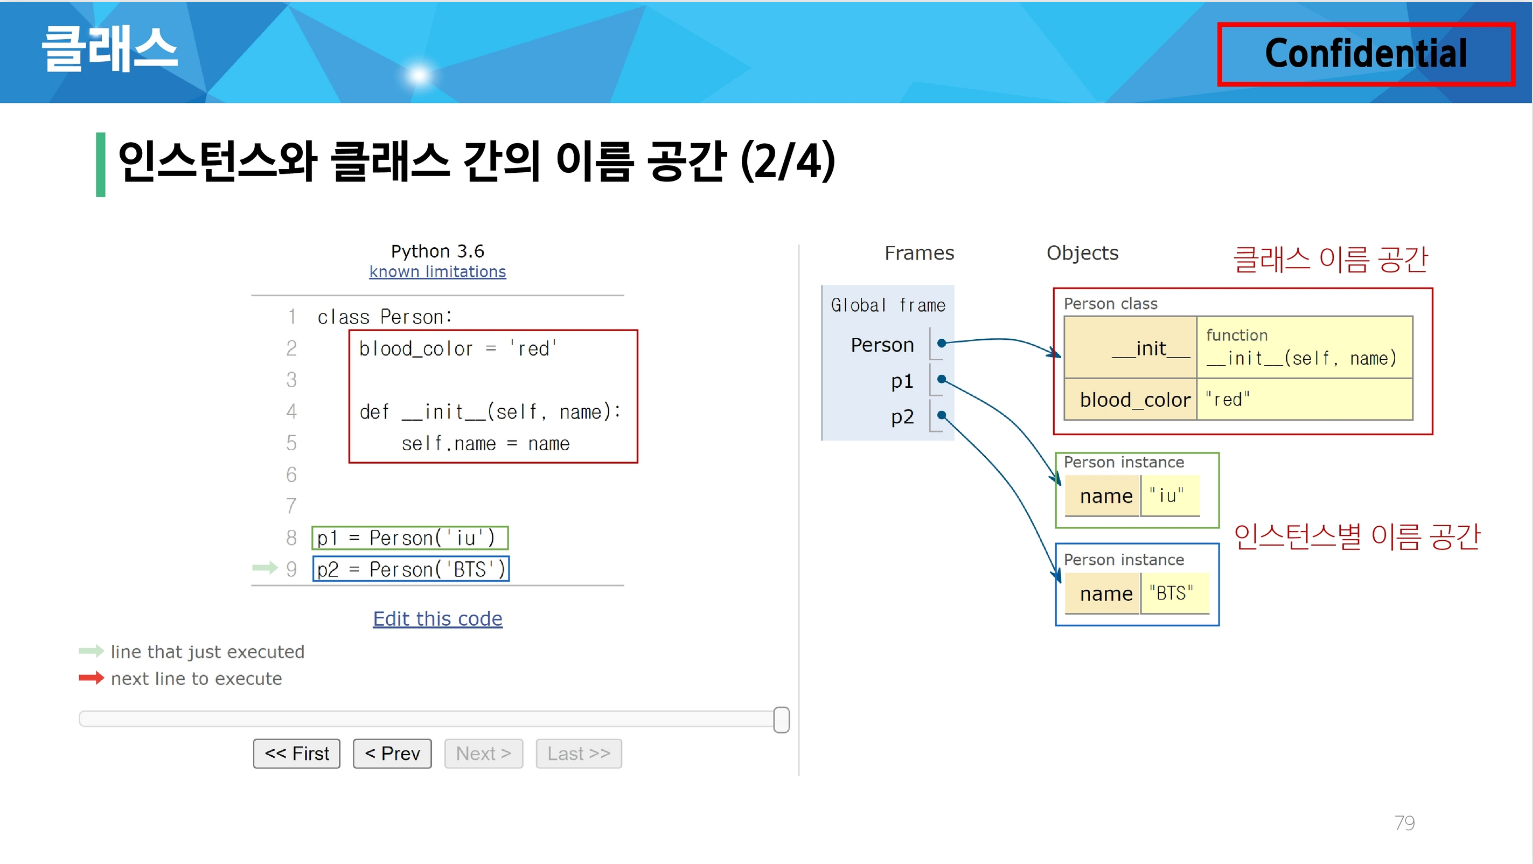 클래스
Confidential
인스턴스와 클래스 간의 이름 공간 (2/4)
Python 3.6
known limitations
1 class Person:
2 blood_color = 'red'
3
4 def __init__(self, name):
5 self.name = name
6
7
8 p1 = Person('iu')
9 p2 = Person('BTS')
Edit this code
line that just executed
next line to execute
<< First < Prev Next > Last >>
Frames Objects
클래스 이름 공간
Global frame
Person
p1
p2
Person class
__init__ function
__init__(self, name)
blood_color "red"
Person instance
name "iu"
인스턴스별 이름 공간
Person instance
name "BTS"
79